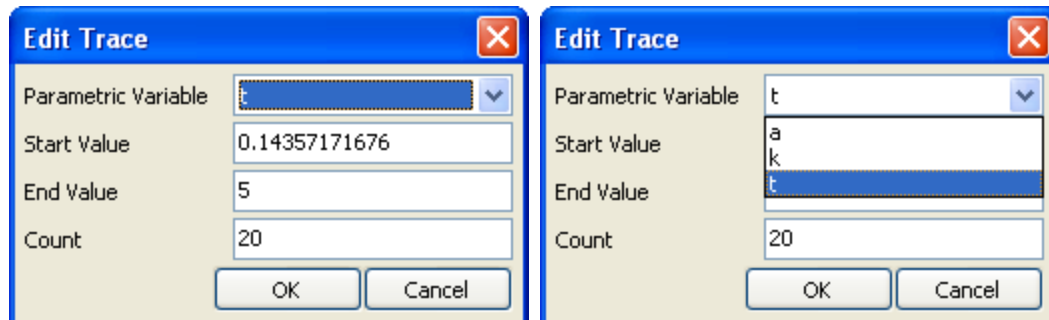 Edit Trace
Parametric Variable t
Start Value 0.14357171676
End Value 5
Count 20
OK Cancel
Edit Trace
Parametric Variable t
a
Start Value
k
t
End Value
Count 20
OK Cancel